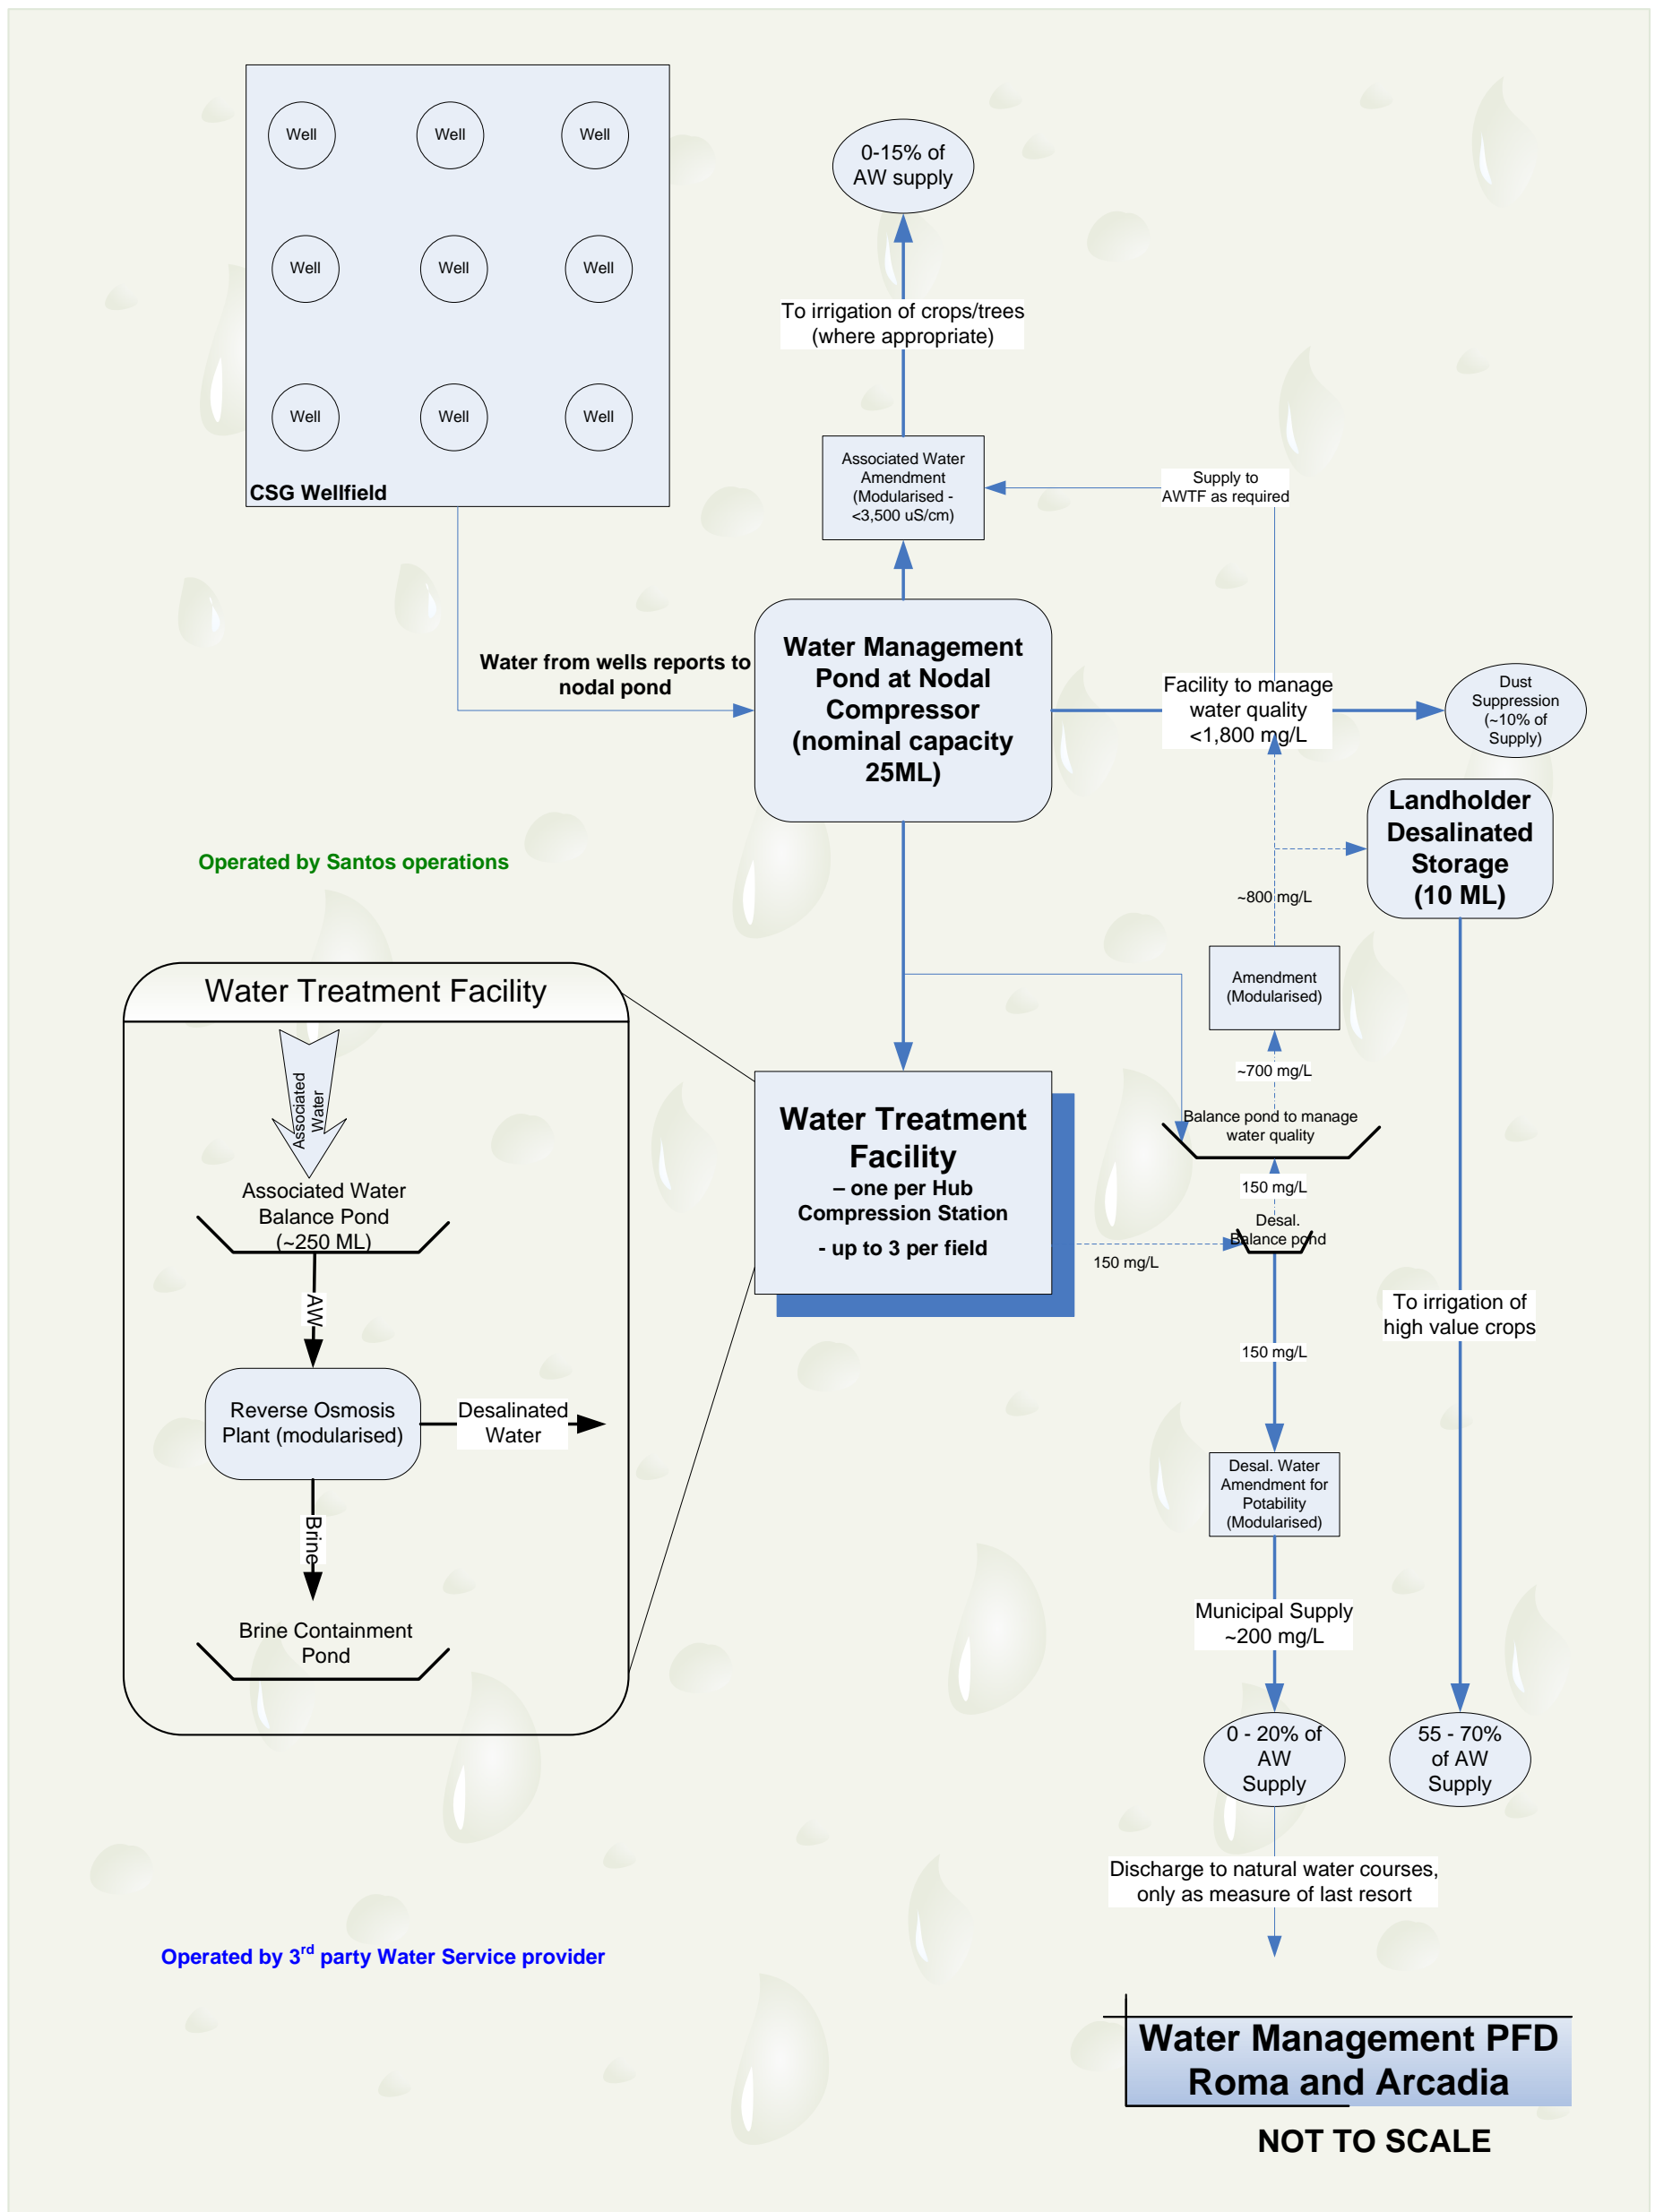 Well
Well
Well
Well
Well
Well
Well
Well
Well
CSG Wellfield
0-15% of
AW supply
To irrigation of crops/trees
(where appropriate)
Associated Water
Amendment
(Modularised -
<3,500 uS/cm)
Supply to
AWTF as required
Water from wells reports to
nodal pond
Water Management
Pond at Nodal
Compressor
(nominal capacity
25ML)
Facility to manage
water quality
<1,800 mg/L
Dust
Suppression
(~10% of
Supply)
Landholder
Desalinated
Storage
(10 ML)
Operated by Santos operations
~800 mg/L
Amendment
(Modularised)
~700 mg/L
Balance pond to manage
water quality
150 mg/L
Desal.
Balance pond
150 mg/L
Water Treatment
Facility
– one per Hub
Compression Station
- up to 3 per field
Water Treatment Facility
Associated
Water
Associated Water
Balance Pond
(~250 ML)
AW
Reverse Osmosis
Plant (modularised)
Desalinated
Water
Brine
Brine Containment
Pond
To irrigation of
high value crops
150 mg/L
Desal. Water
Amendment for
Potability
(Modularised)
Municipal Supply
~200 mg/L
0 - 20% of
AW
Supply
55 - 70%
of AW
Supply
Discharge to natural water courses,
only as measure of last resort
Operated by 3rd party Water Service provider
Water Management PFD
Roma and Arcadia
NOT TO SCALE